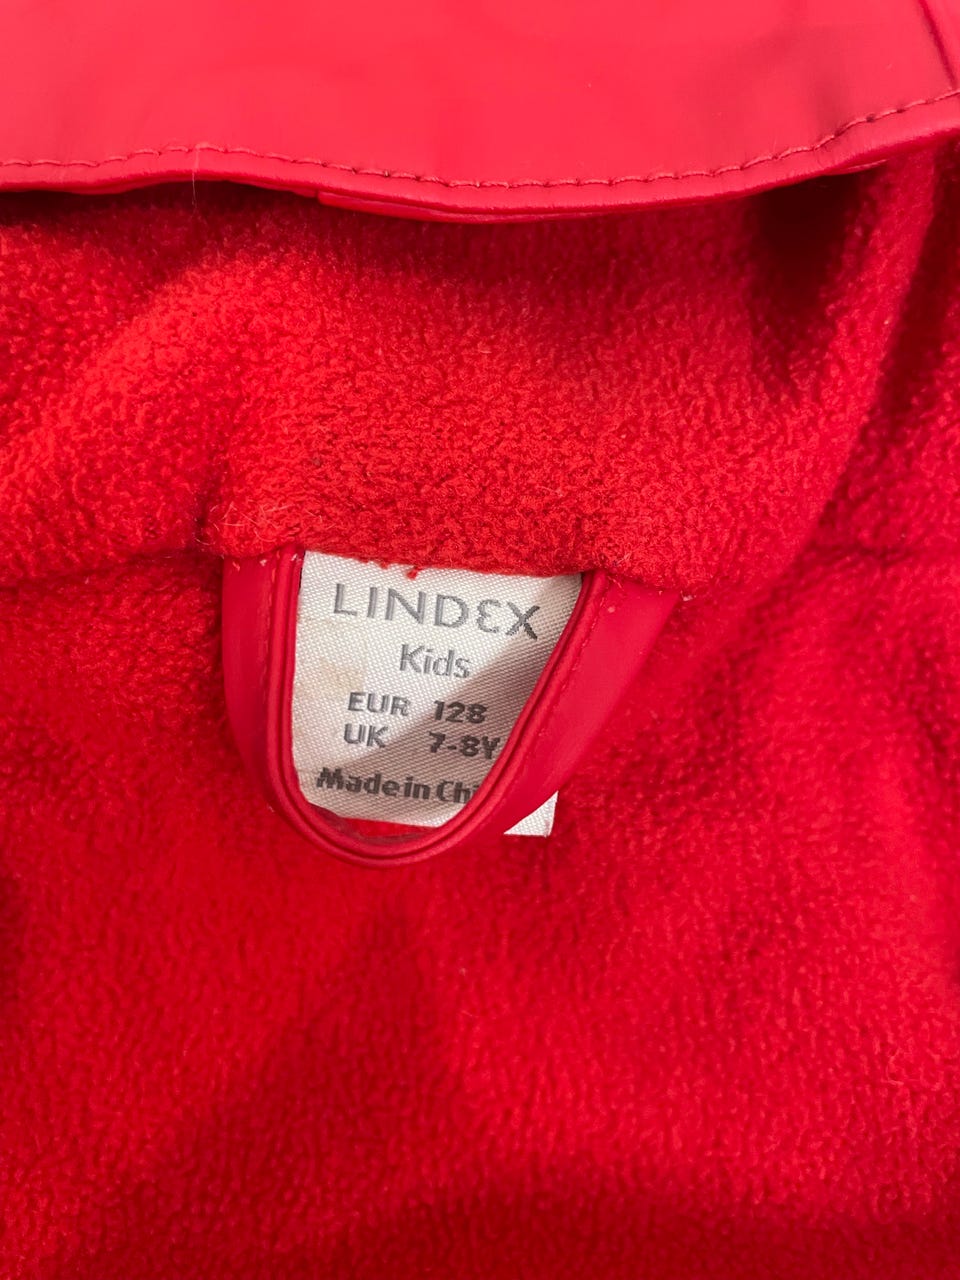 LINDEX
Kids
EUR 128
UK 7-8Y
Made in